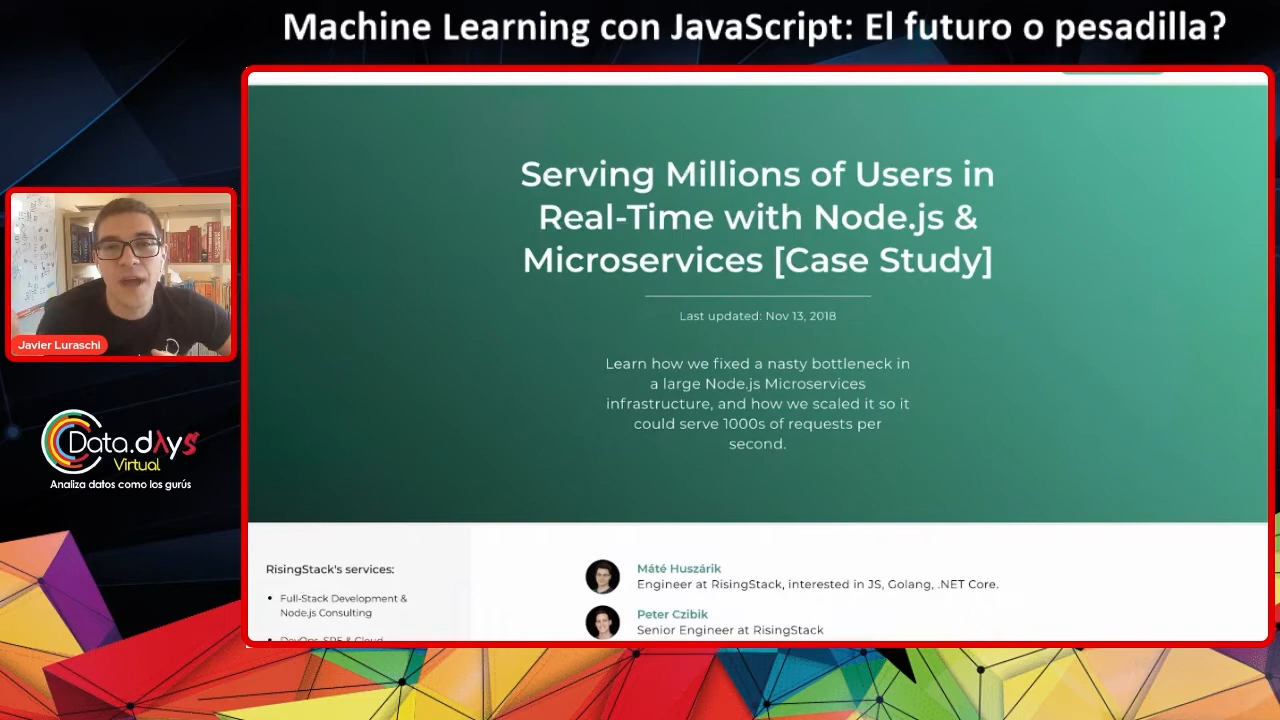 Machine Learning con JavaScript: El futuro o pesadilla?
Serving Millions of Users in
Real-Time with Node.js &
Microservices [Case Study]
Last updated: Nov 13, 2018
Learn how we fixed a nasty bottleneck in
a large Node.js Microservices
infrastructure, and how we scaled it so it
could serve 1000s of requests per
second.
Javier Luraschi
Data.dλys
Virtual
Analiza datos como los gurús
RisingStack's services:
Full-Stack Development &
Node.js Consulting
DevOps, SRE & Cloud
Máté Huszárik
Engineer at RisingStack, interested in JS, Golang, .NET Core.
Peter Czibik
Senior Engineer at RisingStack